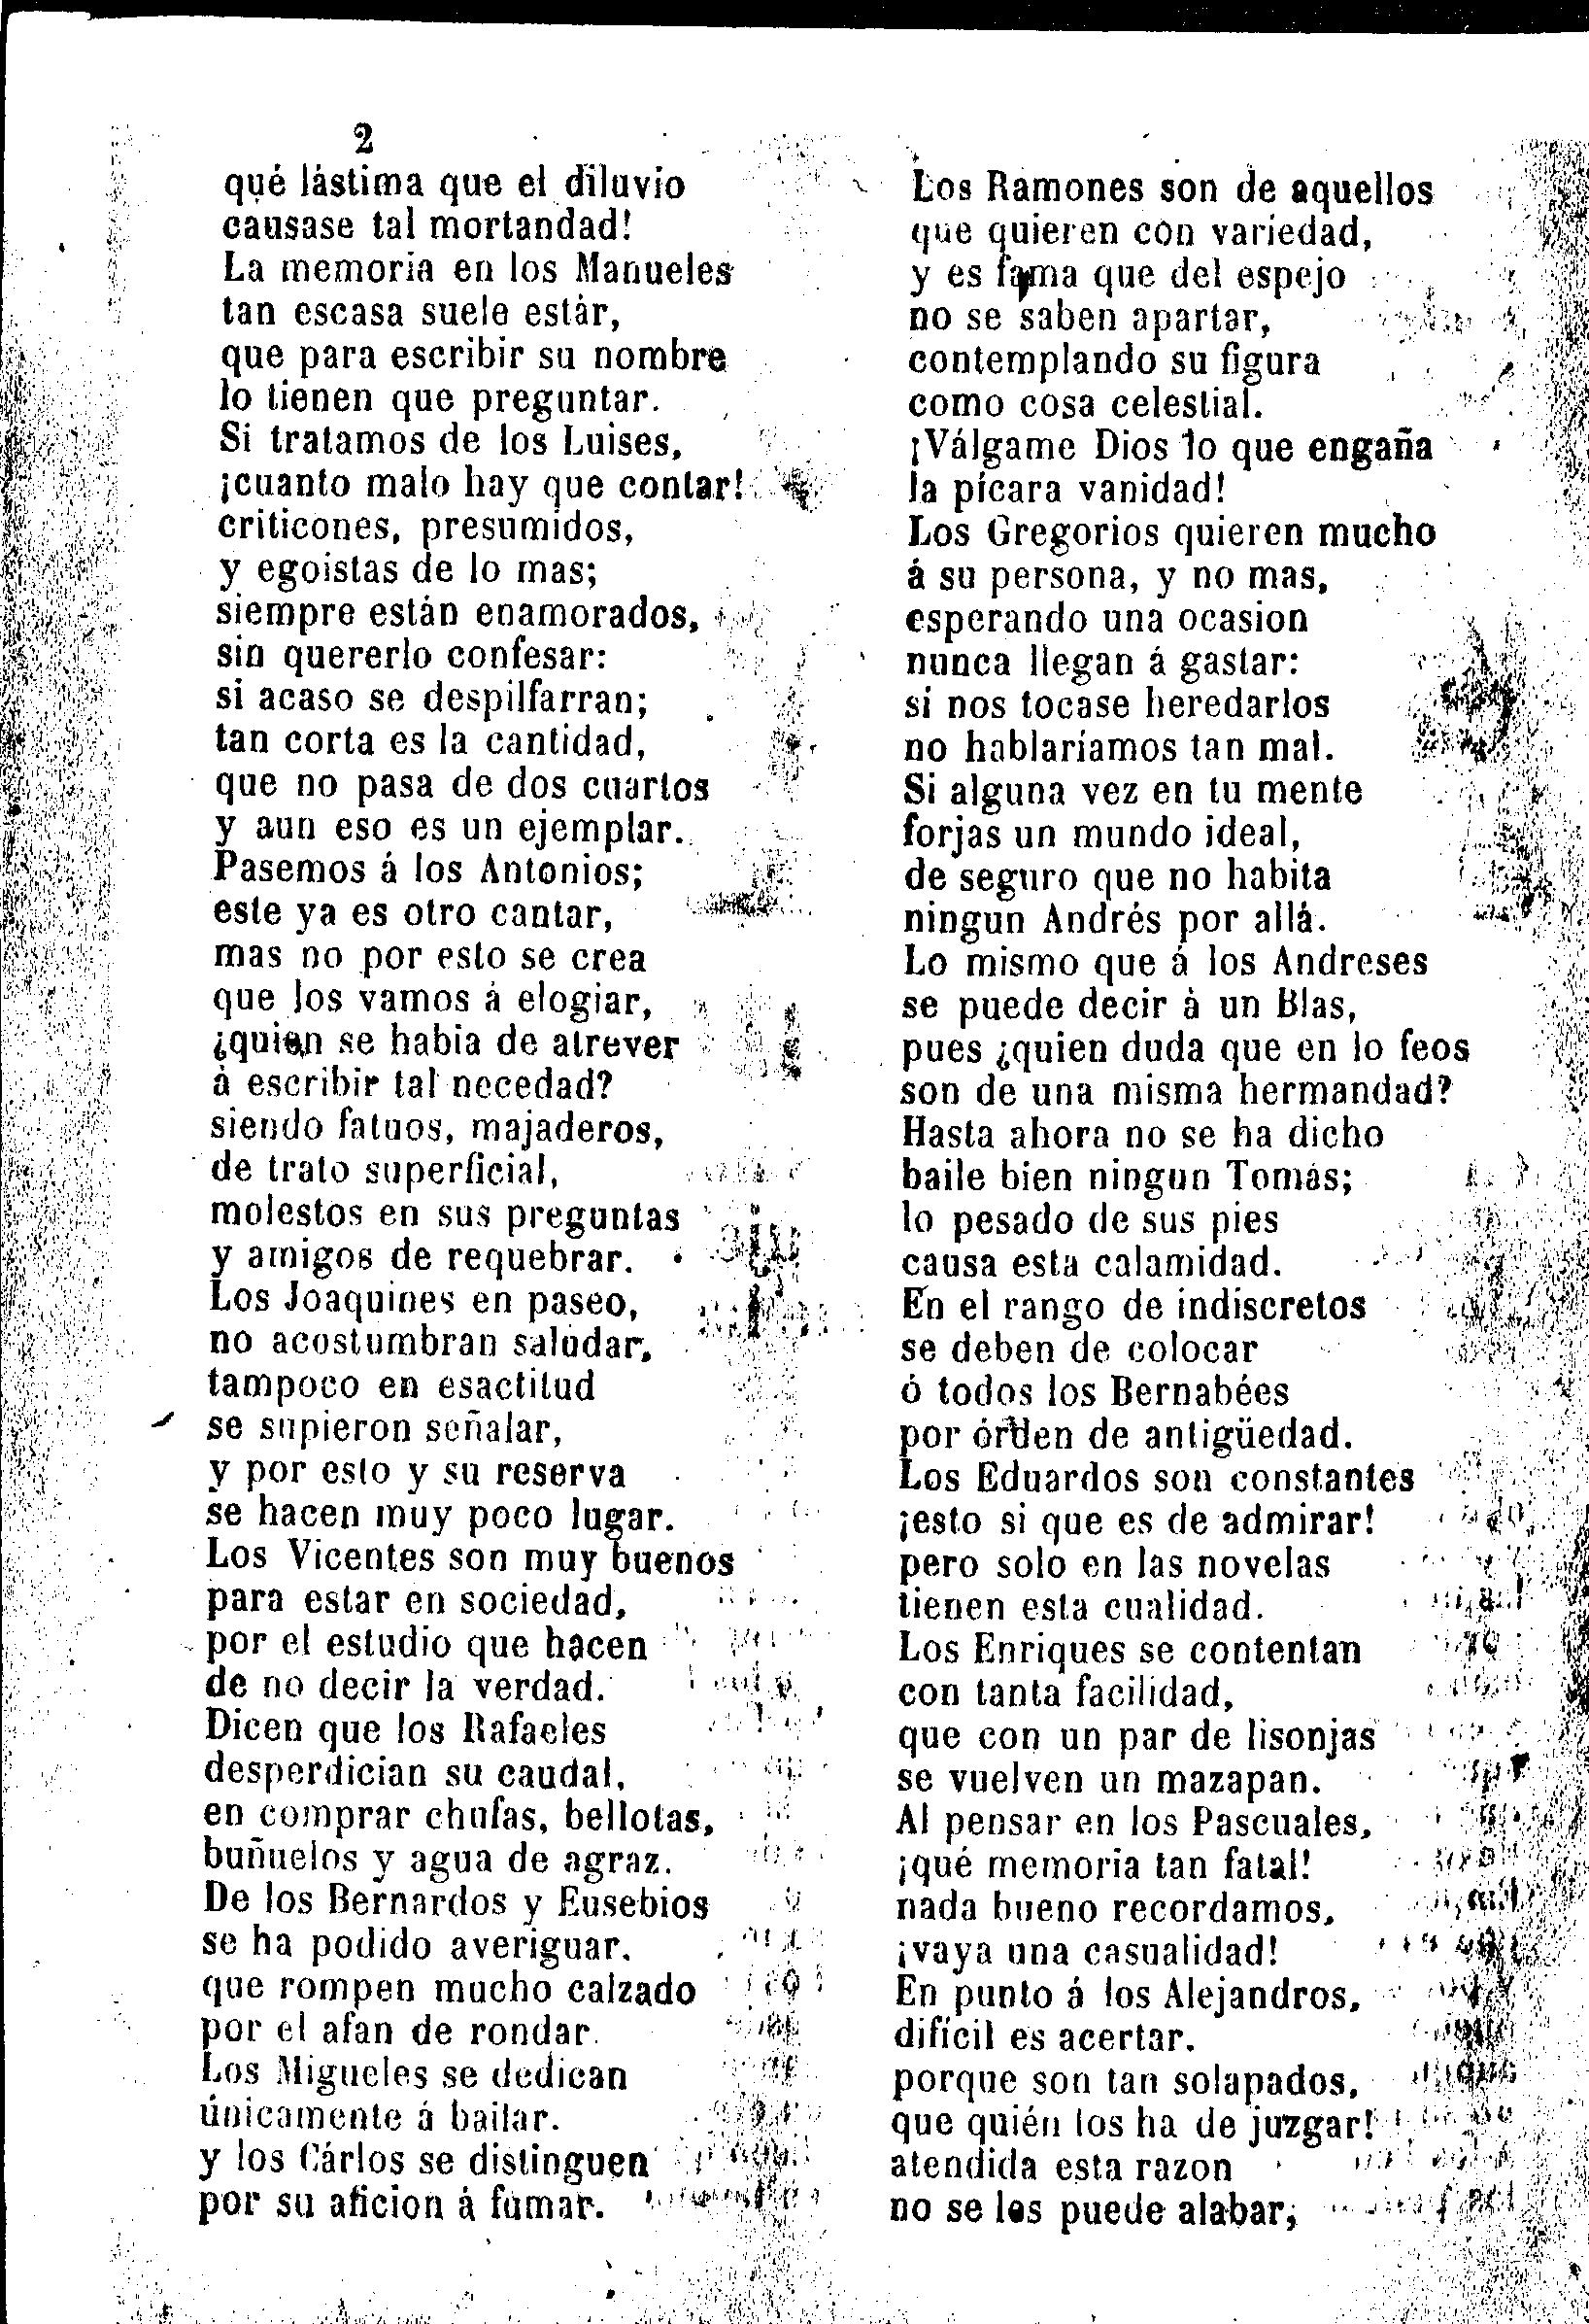 2
qué lástima que el diluvio
causase tal mortandad!
La memoria en los Manueles
tan escasa suele estár,
que para escribir su nombre
lo tienen que preguntar.
Si tratamos de los Luises,
¡cuanto malo hay que contar!
criticones, presumidos,
y egoistas de lo mas;
siempre están enamorados,
sin quererlo confesar:
si acaso se despilfarran;
tan corta es la cantidad,
que no pasa de dos cuartos
y aun eso es un ejemplar.
Pasemos á los Antonios;
este ya es otro cantar,
mas no por esto se crea
que los vamos á elogiar,
¿quien se habia de atrever
á escribir tal necedad?
siendo fatuos, majaderos,
de trato superficial,
molestos en sus preguntas
y amigos de requebrar.
Los Joaquines en paseo,
no acostumbran saludar,
tampoco en esactitud
se supieron señalar,
y por esto y su reserva
se hacen muy poco lugar.
Los Vicentes son muy buenos
para estar en sociedad,
por el estudio que hacen
de no decir la verdad.
Dicen que los Rafaeles
desperdician su caudal,
en comprar chufas, bellotas,
buñuelos y agua de agraz.
De los Bernardos y Eusebios
se ha podido averiguar,
que rompen mucho calzado
por el afan de rondar.
Los Migueles se dedican
únicamente á bailar.
y los Cárlos se distinguen
por su aficion á fumar.
Los Ramones son de aquellos
que quieren con variedad,
y es fama que del espejo
no se saben apartar,
contemplando su figura
como cosa celestial.
¡Válgame Dios lo que engaña
la pícara vanidad!
Los Gregorios quieren mucho
á su persona, y no mas,
esperando una ocasion
nunca llegan á gastar:
si nos tocase heredarlos
no hablaríamos tan mal.
Si alguna vez en tu mente
forjas un mundo ideal,
de seguro que no habita
ningun Andrés por allá.
Lo mismo que á los Andreses
se puede decir á un Blas,
pues ¿quien duda que en lo feos
son de una misma hermandad?
Hasta ahora no se ha dicho
baile bien ningun Tomás;
lo pesado de sus pies
causa esta calamidad.
En el rango de indiscretos
se deben de colocar
ó todos los Bernabées
por órden de antigüedad.
Los Eduardos son constantes
¡esto si que es de admirar!
pero solo en las novelas
tienen esta cualidad.
Los Enriques se contentan
con tanta facilidad,
que con un par de lisonjas
se vuelven un mazapan.
Al pensar en los Pascuales,
¡qué memoria tan fatal!
nada bueno recordamos,
¡vaya una casualidad!
En punto á los Alejandros,
difícil es acertar.
porque son tan solapados,
que quién los ha de juzgar!
atendida esta razon
no se les puede alabar;